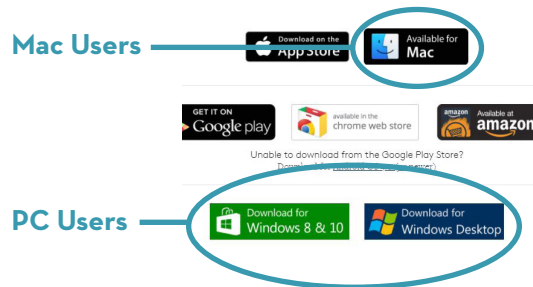 Mac Users
Download on the
App Store
Available for
Mac
GET IT ON
Google play
available in the
chrome web store
amazon
Available at
amazon
Unable to download from the Google Play Store?
PC Users
Download for
Windows 8 & 10
Download for
Windows Desktop